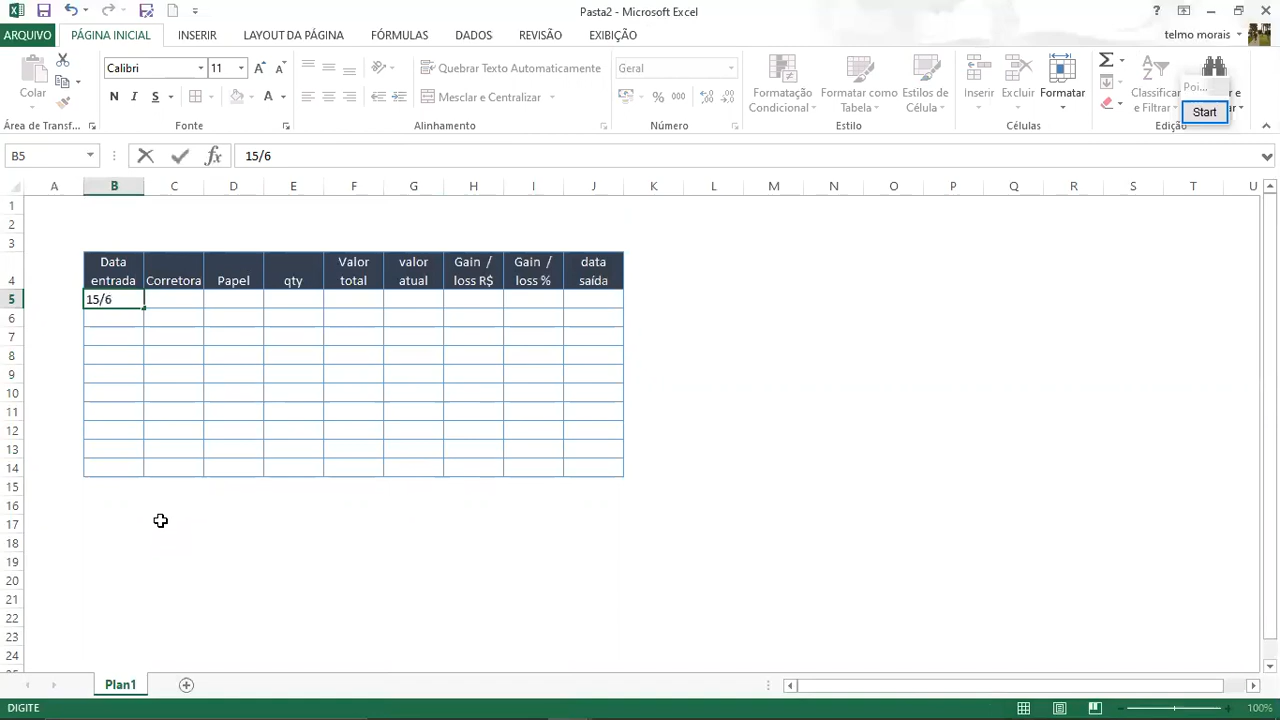 Pasta2 - Microsoft Excel
?
ARQUIVO PÁGINA INICIAL INSERIR LAYOUT DA PÁGINA FÓRMULAS DADOS REVISÃO EXIBIÇÃO telmo morais
Colar
Calibri 11
N I S
Quebrar Texto Automaticamente
Mesclar e Centralizar
Geral
% 000
Formatação Condicional
Formatar como Tabela
Estilos de Célula
Inserir Excluir Formatar
Classificar e Filtrar
Poi...
Start
Área de Transf... Fonte Alinhamento Número Estilo Células Edição
B5 fx 15/6
A B C D E F G H I J K L M N O P Q R S T U
1
2
3
Data Valor valor Gain / Gain / data
4 entrada Corretora Papel qty total atual loss R$ loss % saída
5 15/6
6
7
8
9
10
11
12
13
14
15
16
17
18
19
20
21
22
23
24
Plan1
DIGITE 100%